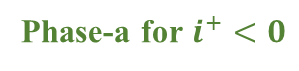 Phase-a for i⁺ < 0